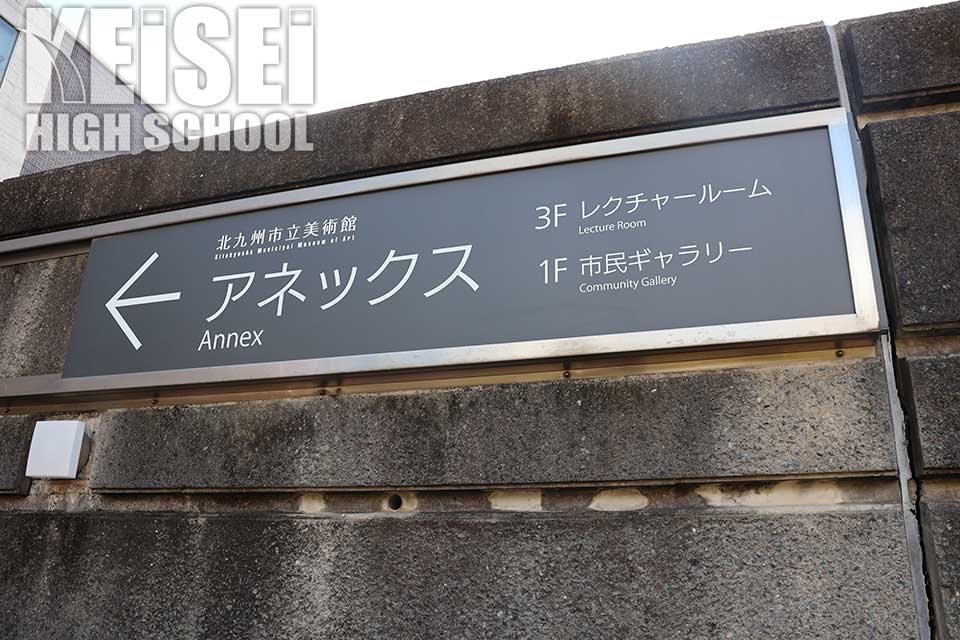 KEiSEi
HIGH SCHOOL
北九州市立美術館
Kitakyushu Municipal Museum of Art
アネックス
Annex
3F レクチャールーム
Lecture Room
1F 市民ギャラリー
Community Gallery